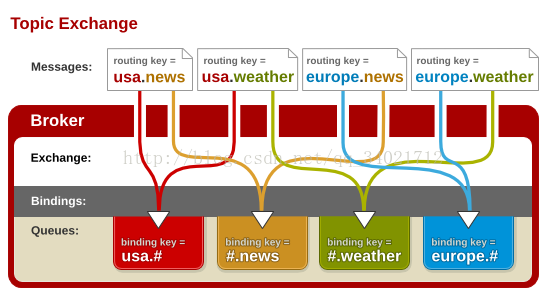 Topic Exchange
Messages:
routing key =
usa.news
routing key =
usa.weather
routing key =
europe.news
routing key =
europe.weather
Broker
Exchange:
http://blog.csdn.net/qq_34021712
Bindings:
Queues:
binding key =
usa.#
binding key =
#.news
binding key =
#.weather
binding key =
europe.#